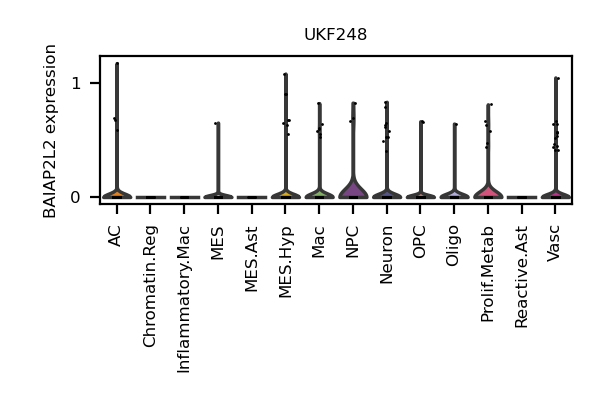 UKF248
BAIAP2L2 expression
1
0
AC
Chromatin.Reg
Inflammatory.Mac
MES
MES.Ast
MES.Hyp
Mac
NPC
Neuron
OPC
Oligo
Prolif.Metab
Reactive.Ast
Vasc